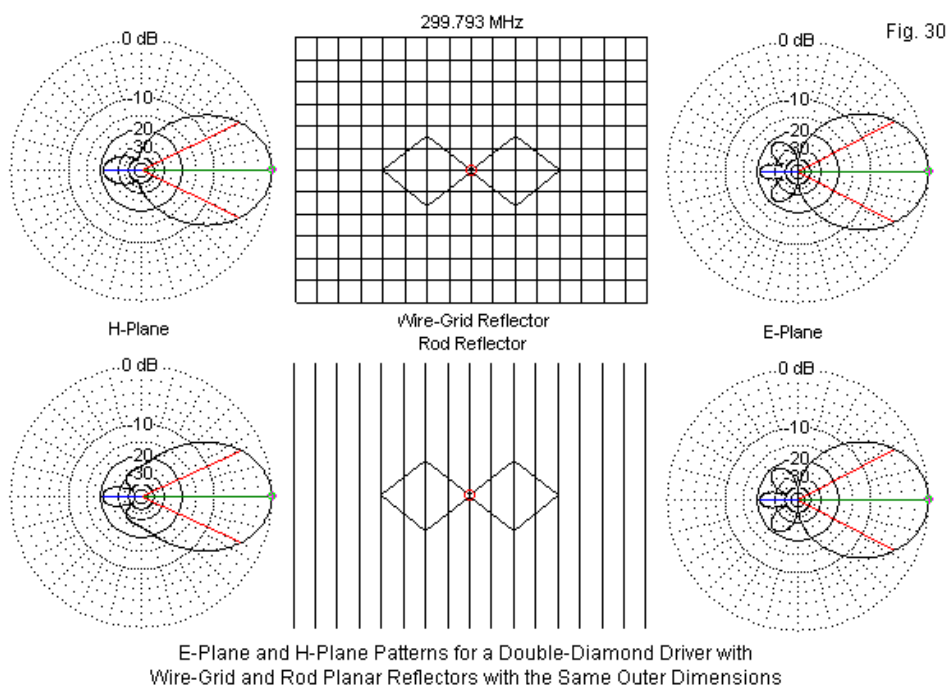 299.793 MHz
Fig. 30
0 dB
-10
20
30
0 dB
-10
20
30
H-Plane
Wire-Grid Reflector
Rod Reflector
E-Plane
0 dB
-10
-20
-30
0 dB
-10
-20
-30
E-Plane and H-Plane Patterns for a Double-Diamond Driver with
Wire-Grid and Rod Planar Reflectors with the Same Outer Dimensions